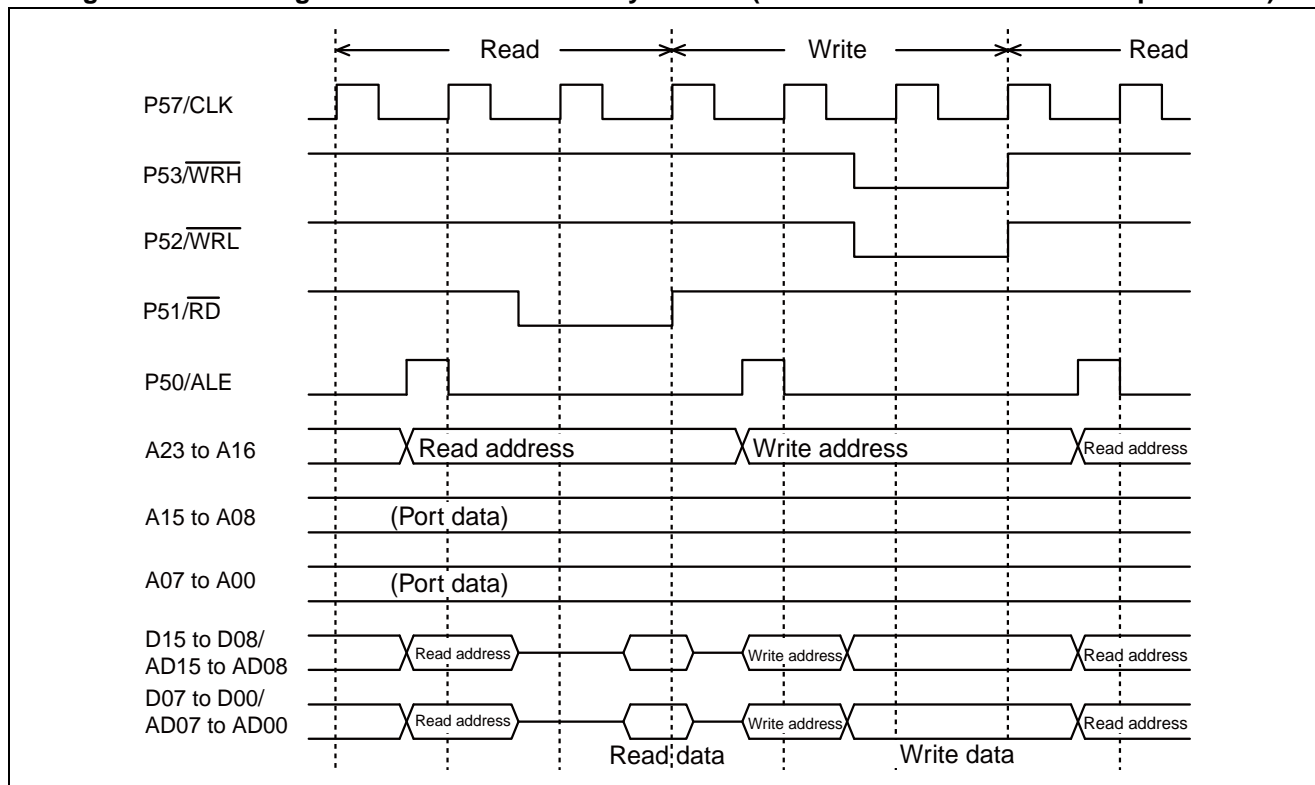 Read Write Read
P57/CLK
P53/WRH
P52/WRL
P51/RD
P50/ALE
A23 to A16 Read address Write address Read address
A15 to A08 (Port data)
A07 to A00 (Port data)
D15 to D08/
AD15 to AD08 Read address Write address Read address
D07 to D00/
AD07 to AD00 Read address Write address Read address
Read data Write data